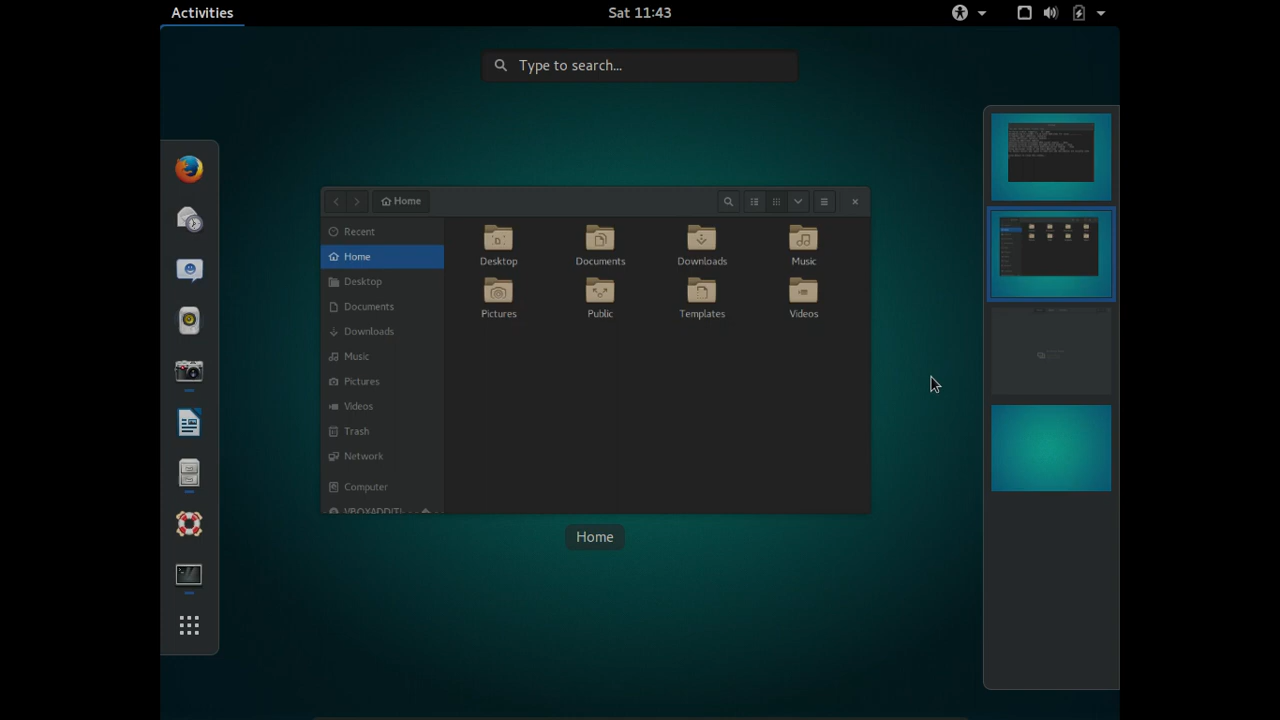 Activities
Sat 11:43
Type to search...
Home
Recent
Home
Desktop
Documents
Downloads
Music
Pictures
Videos
Trash
Network
Computer
Desktop
Documents
Downloads
Music
Pictures
Public
Templates
Videos
Home